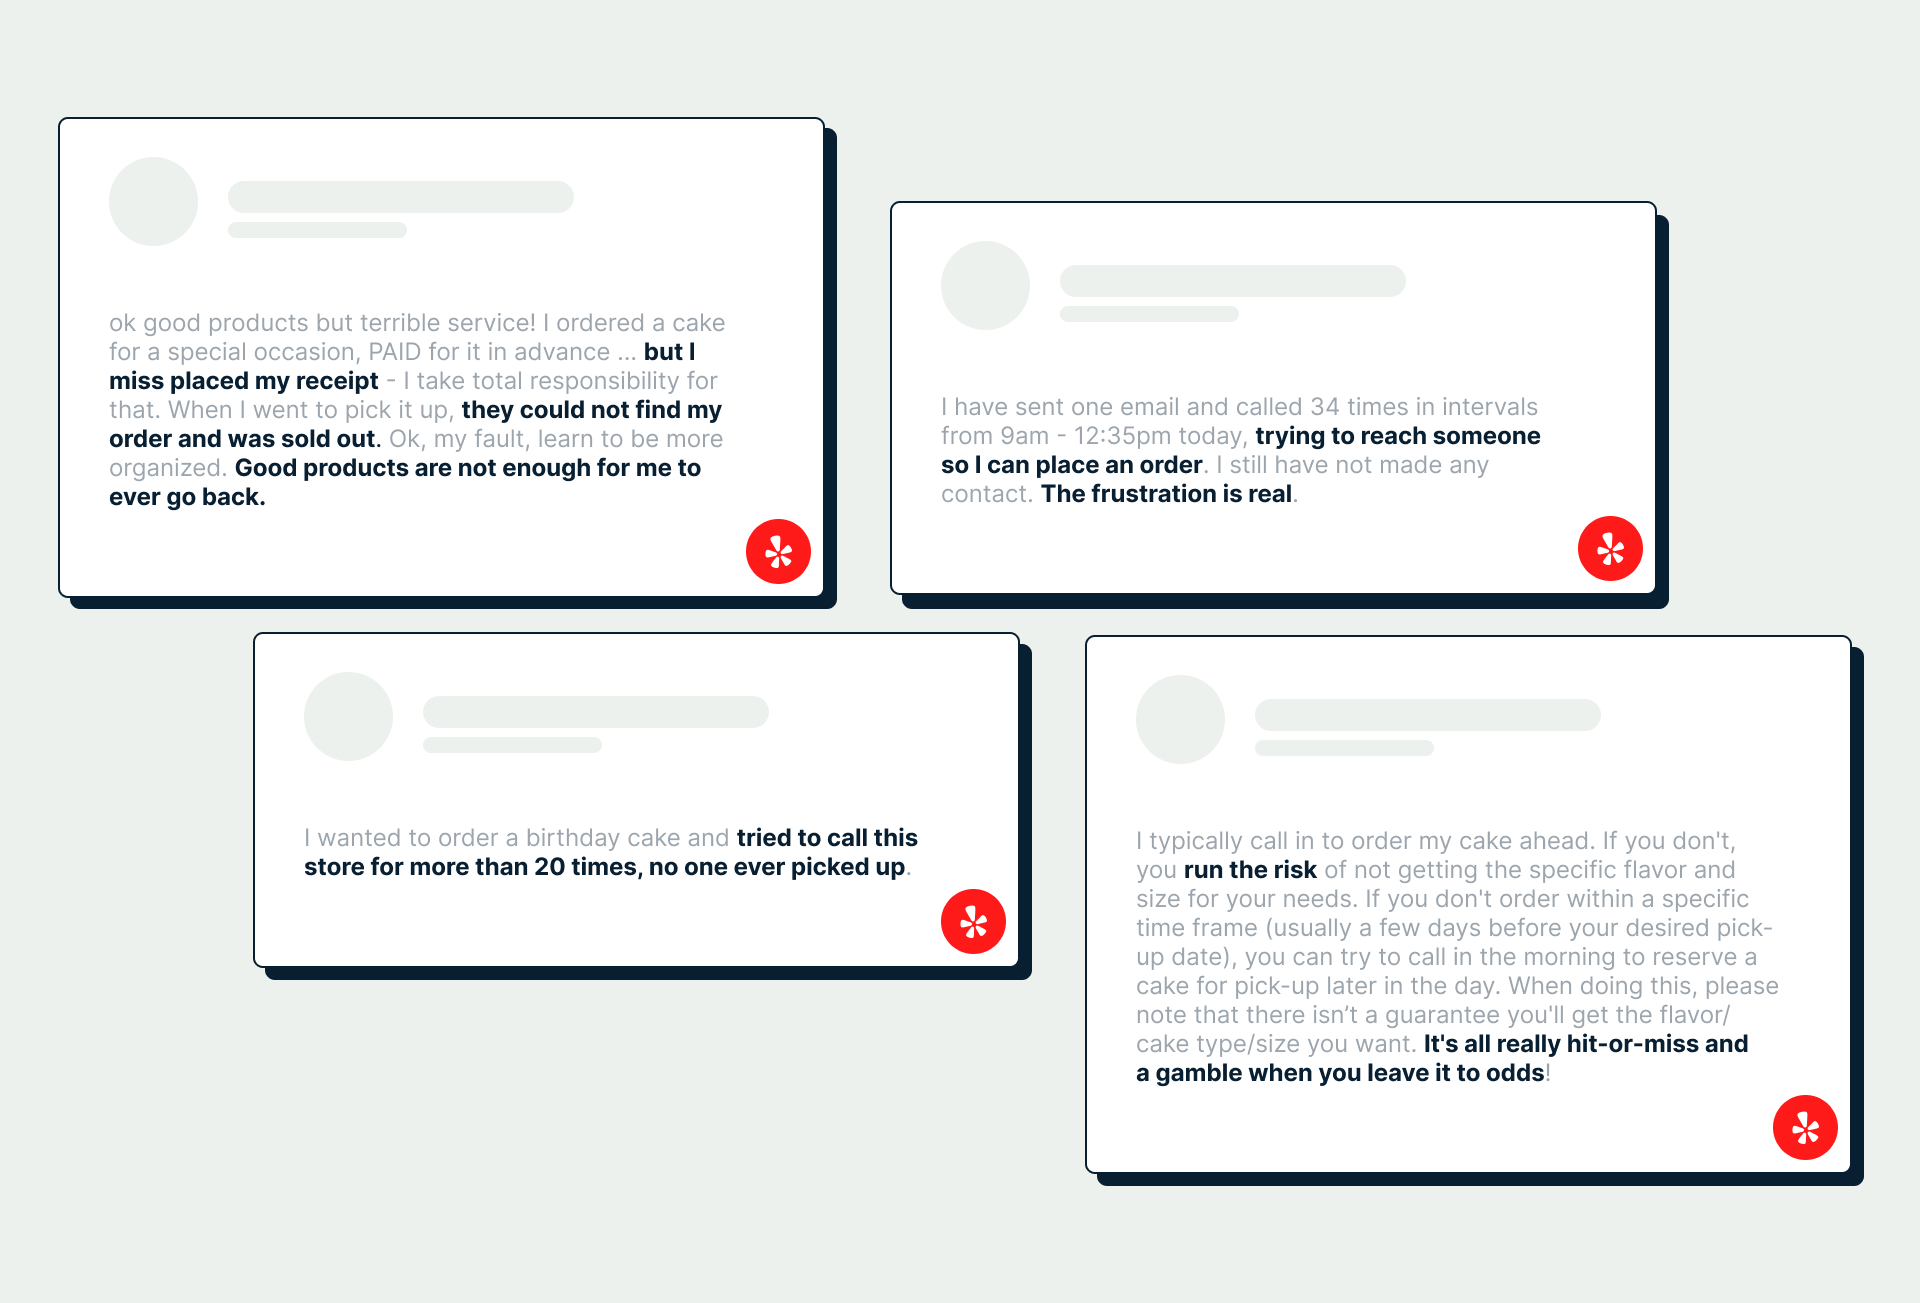 ok good products but terrible service! I ordered a cake
for a special occasion, PAID for it in advance ... but I
miss placed my receipt - I take total responsibility for
that. When I went to pick it up, they could not find my
order and was sold out. Ok, my fault, learn to be more
organized. Good products are not enough for me to
ever go back.
I have sent one email and called 34 times in intervals
from 9am - 12:35pm today, trying to reach someone
so I can place an order. I still have not made any
contact. The frustration is real.
I wanted to order a birthday cake and tried to call this
store for more than 20 times, no one ever picked up.
I typically call in to order my cake ahead. If you don't,
you run the risk of not getting the specific flavor and
size for your needs. If you don't order within a specific
time frame (usually a few days before your desired pick-
up date), you can try to call in the morning to reserve a
cake for pick-up later in the day. When doing this, please
note that there isn’t a guarantee you'll get the flavor/
cake type/size you want. It's all really hit-or-miss and
a gamble when you leave it to odds!